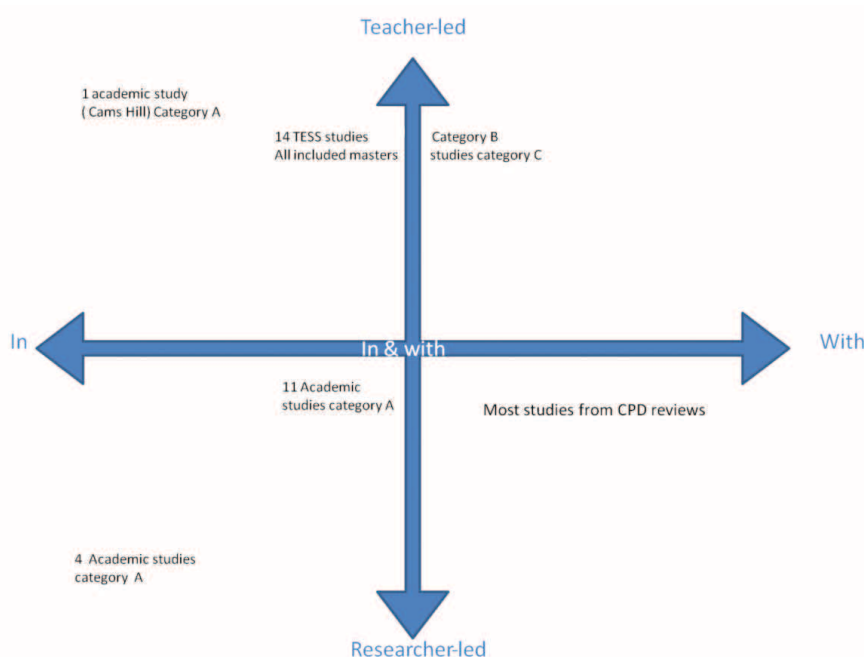 Teacher-led
1 academic study
( Cams Hill) Category A
14 TESS studies
All included masters
Category B
studies category C
In
In & with
With
11 Academic
studies category A
Most studies from CPD reviews
4 Academic studies
category A
Researcher-led